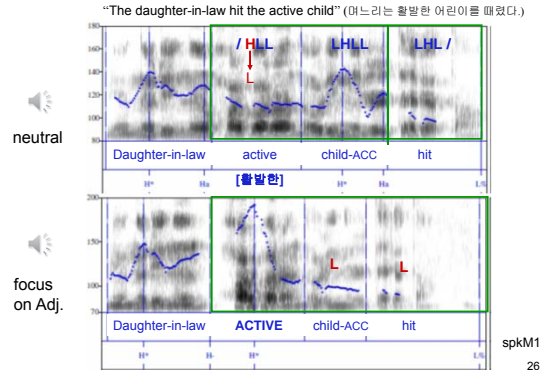 “The daughter-in-law hit the active child” (며느리는 활발한 어린이를 때렸다.)
180
160
140
120
100
80
/ HLL LHLL LHL /
L
neutral
Daughter-in-law active child-ACC hit
H* Ha H* Ha L%
[활발한]
200
150
100
70
L L
focus
on Adj.
Daughter-in-law ACTIVE child-ACC hit
H* H- H* L%
spkM1
26